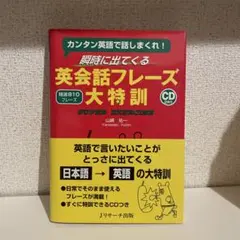 カンタン英語で話しまくれ!
瞬時に出てくる
英会話フレーズ
大特訓
CD
フレーズ
英語で言いたいことが
とっさに出てくる
日本語→英語の大特訓
●日常でそのまま使える
フレーズが満載!
●すぐに特訓できるCDつき
Jリサーチ出版